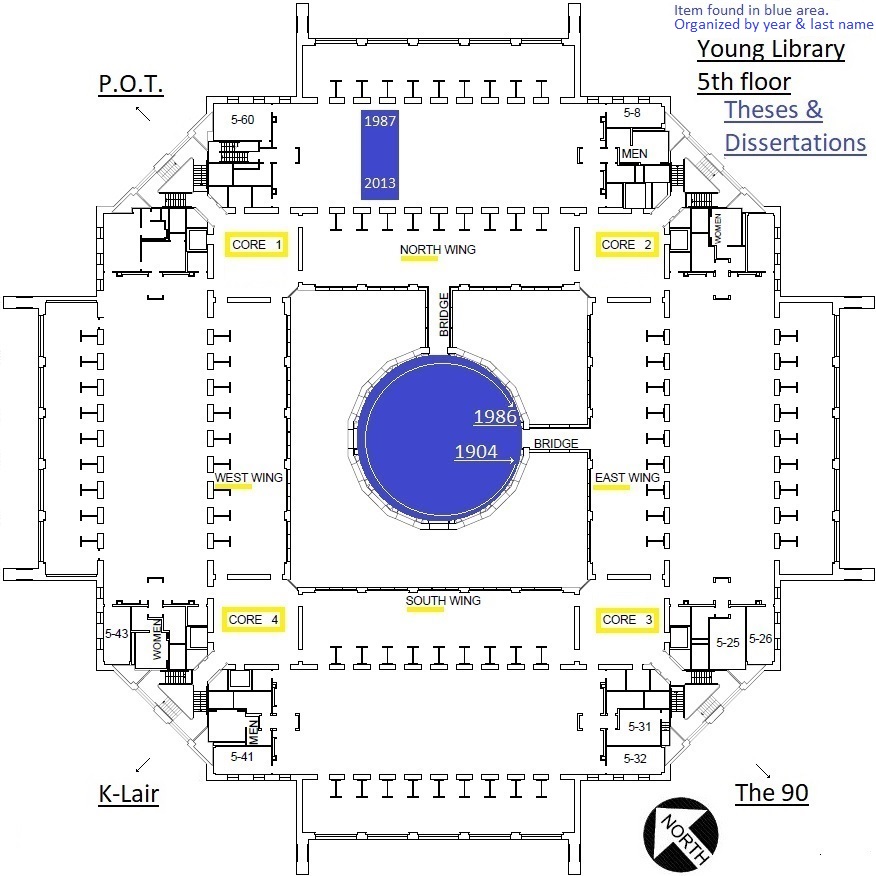 Item found in blue area.
Organized by year & last name
Young Library
5th floor
Theses &
Dissertations
P.O.T.
5-60
1987
2013
5-8
MEN
WOMEN
CORE 1
NORTH WING
CORE 2
BRIDGE
1986
1904
BRIDGE
WEST WING
EAST WING
SOUTH WING
CORE 4
CORE 3
5-43
WOMEN
5-25
5-26
MEN
5-41
5-31
5-32
K-Lair
The 90
NORTH